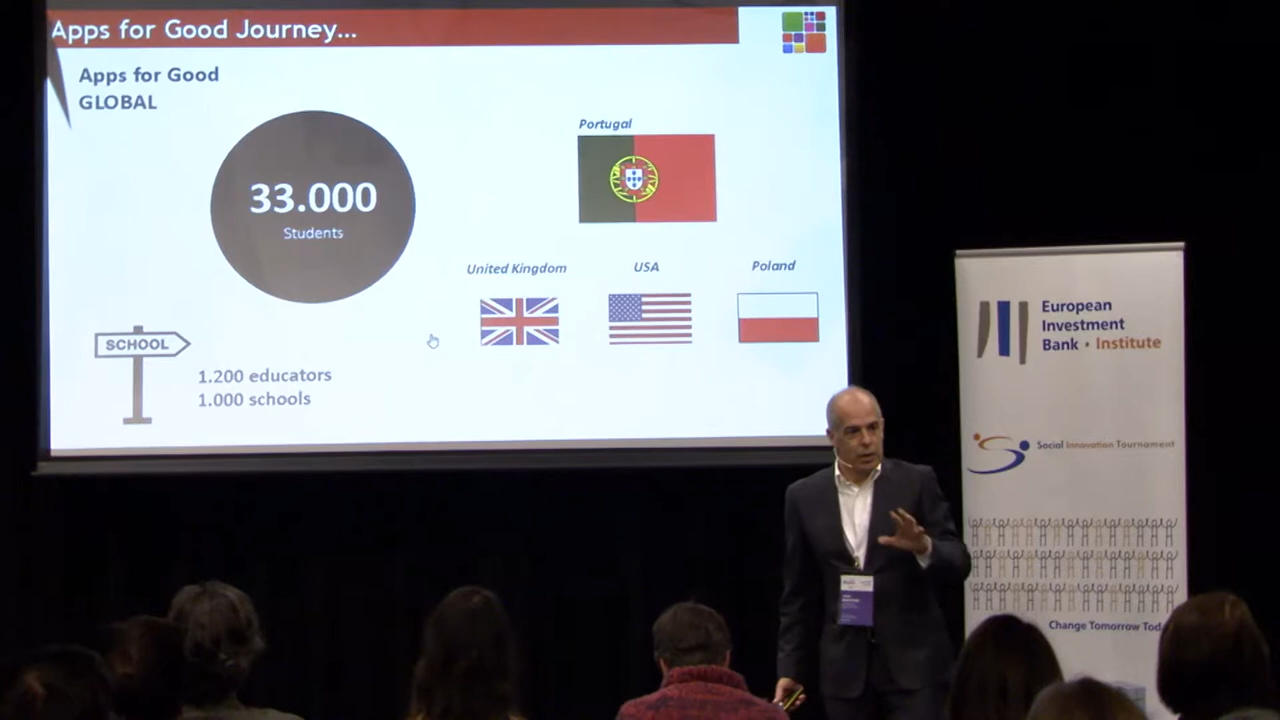 Apps for Good Journey...
Apps for Good
GLOBAL
33.000
Students
Portugal
United Kingdom
USA
Poland
SCHOOL
1.200 educators
1.000 schools
European
Investment
Bank • Institute
Social Innovation Tournament
Change Tomorrow